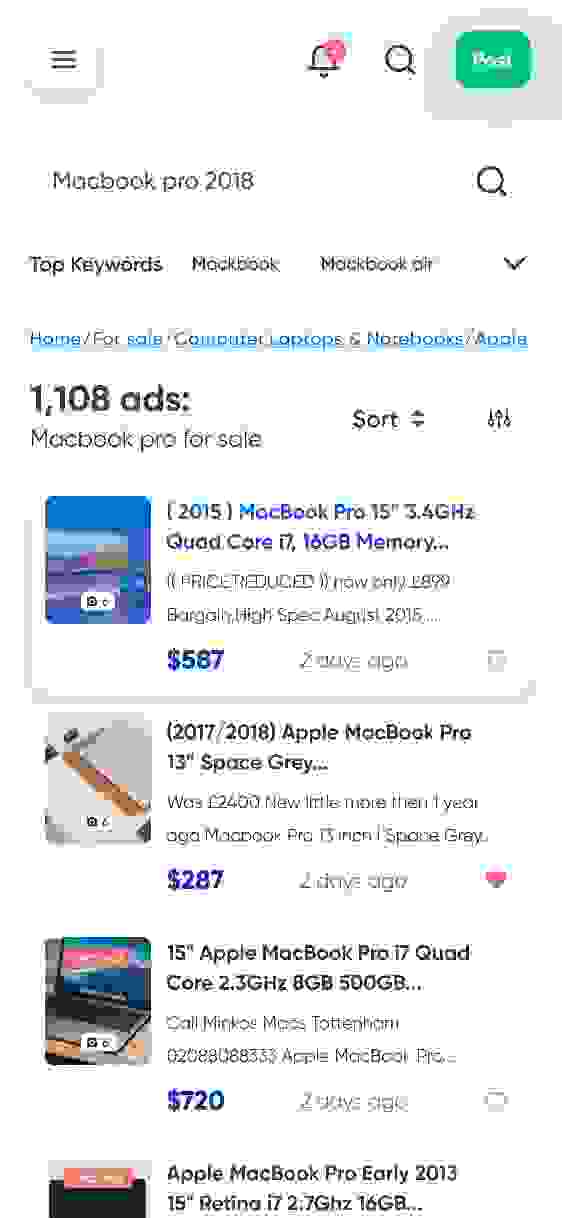 Post
Macbook pro 2018
Top Keywords Mackbook Mackbook air
Home/For sale/Computer Laptops & Notebooks/Apple
1,108 ads:
Sort
Macbook pro for sale
( 2015 ) MacBook Pro 15" 3.4GHz
Quad Core i7, 16GB Memory...
(( PRICE REDUCED )) now only £899
Bargain High Spec August 2015 ....
6
$587 2 days ago
(2017/2018) Apple MacBook Pro
13" Space Grey...
Was £2400 New little more then 1 year
ago Macbook Pro 13 inch | Space Grey..
6
$287 2 days ago
15" Apple MacBook Pro i7 Quad
Core 2.3GHz 8GB 500GB...
Call Minkos Macs Tottenham
02088088333 Apple MacBook Pro...
6
$720 2 days ago
Apple MacBook Pro Early 2013
15" Retina i7 2.7Ghz 16GB...